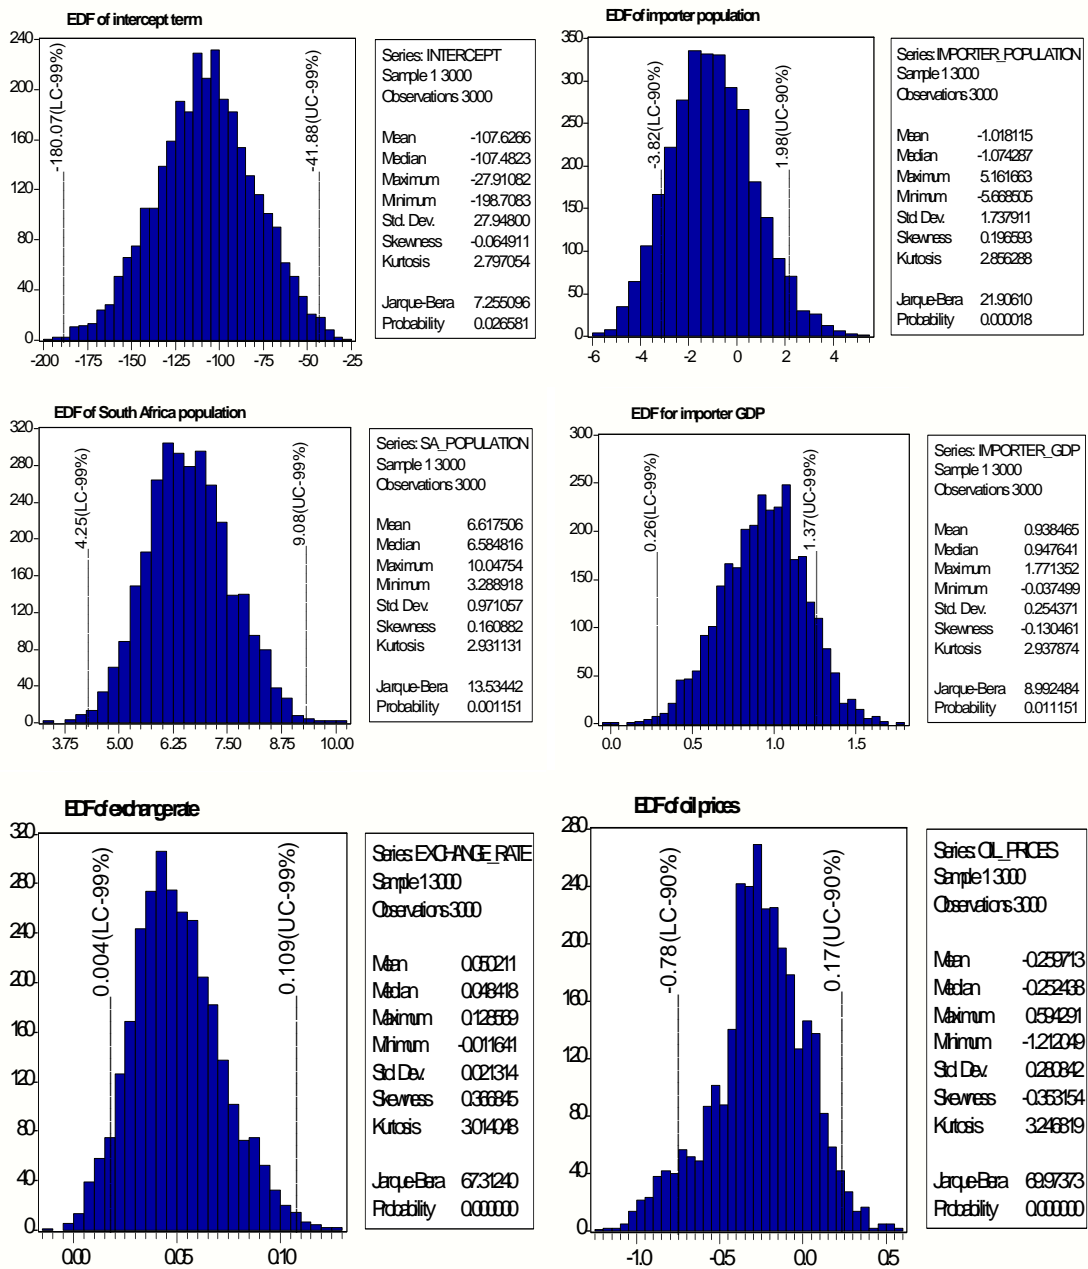 EDF of intercept term
240
200
160
120
80
40
0
-200 -175 -150 -125 -100 -75 -50 -25
-180.07(LC-99%)
-41.88(UC-99%)
Series: INTERCEPT
Sample 1 3000
Observations 3000
Mean -107.6266
Median -107.4823
Maximum -27.91082
Minimum -198.7083
Std. Dev. 27.94800
Skewness -0.064911
Kurtosis 2.797054
Jarque-Bera 7.255096
Probability 0.026581
EDF of importer population
350
300
250
200
150
100
50
0
-6 -4 -2 0 2 4
-3.82(LC-90%)
1.98(UC-90%)
Series: IMPORTER_POPULATION
Sample 1 3000
Observations 3000
Mean -1.018115
Median -1.074287
Maximum 5.161663
Minimum -5.668505
Std. Dev. 1.737911
Skewness 0.196593
Kurtosis 2.856288
Jarque-Bera 21.90610
Probability 0.000018
EDF of South Africa population
320
280
240
200
160
120
80
40
0
3.75 5.00 6.25 7.50 8.75 10.00
4.25(LC-99%)
9.08(UC-99%)
Series: SA_POPULATION
Sample 1 3000
Observations 3000
Mean 6.617506
Median 6.584816
Maximum 10.04754
Minimum 3.288918
Std. Dev. 0.971057
Skewness 0.160882
Kurtosis 2.931131
Jarque-Bera 13.53442
Probability 0.001151
EDF for importer GDP
300
250
200
150
100
50
0
0.0 0.5 1.0 1.5
0.26(LC-99%)
1.37(UC-99%)
Series: IMPORTER_GDP
Sample 1 3000
Observations 3000
Mean 0.938465
Median 0.947641
Maximum 1.771352
Minimum -0.037499
Std. Dev. 0.254371
Skewness -0.130461
Kurtosis 2.937874
Jarque-Bera 8.992484
Probability 0.011151
EDF of exchange rate
320
280
240
200
160
120
80
40
0
0.00 0.05 0.10
0.004(LC-99%)
0.109(UC-99%)
Series: EXCHANGE_RATE
Sample 1 3000
Observations 3000
Mean 0.050211
Median 0.048418
Maximum 0.128569
Minimum -0.011641
Std. Dev. 0.021314
Skewness 0.366845
Kurtosis 3.014048
Jarque-Bera 67.31240
Probability 0.000000
EDF of oil prices
280
240
200
160
120
80
40
0
-1.0 -0.5 0.0 0.5
-0.78(LC-90%)
0.17(UC-90%)
Series: OIL_PRICES
Sample 1 3000
Observations 3000
Mean -0.259713
Median -0.252438
Maximum 0.594291
Minimum -1.212049
Std. Dev. 0.280842
Skewness -0.353154
Kurtosis 3.246819
Jarque-Bera 69.97373
Probability 0.000000